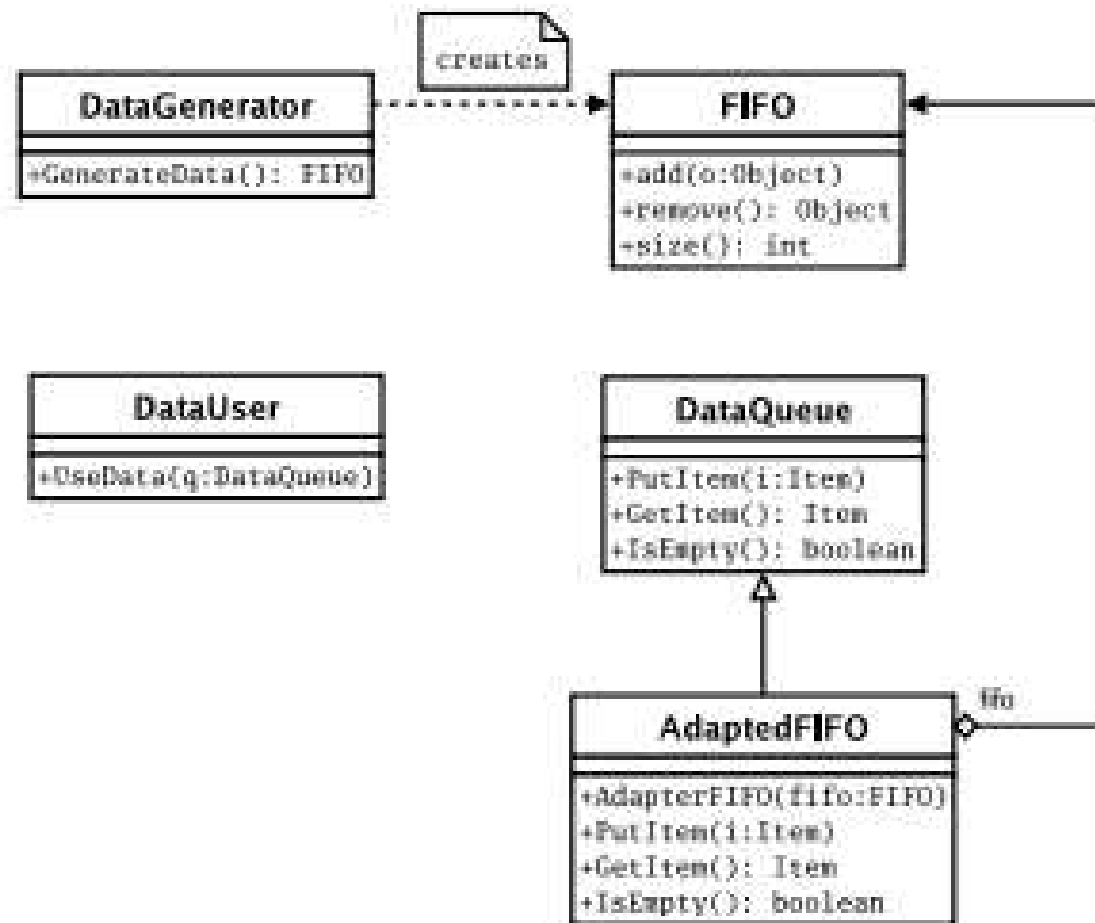 creates
DataGenerator
+GenerateData(): FIFO
FIFO
+add(o:Object)
+remove(): Object
+size(): int
DataUser
+UseData(q:DataQueue)
DataQueue
+PutItem(i:Item)
+GetItem(): Item
+IsEmpty(): boolean
fifo
AdaptedFIFO
+AdapterFIFO(fifo:FIFO)
+PutItem(i:Item)
+GetItem(): Item
+IsEmpty(): boolean